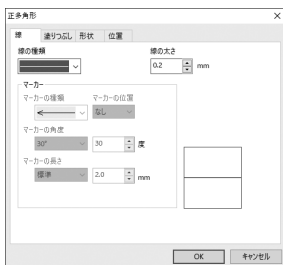 正多角形
線 塗りつぶし 形状 位置
線の種類 線の太さ
0.2 mm
マーカー
マーカーの種類 マーカーの位置
なし
マーカーの角度
30° 30 度
マーカーの長さ
標準 2.0 mm
OK キャンセル